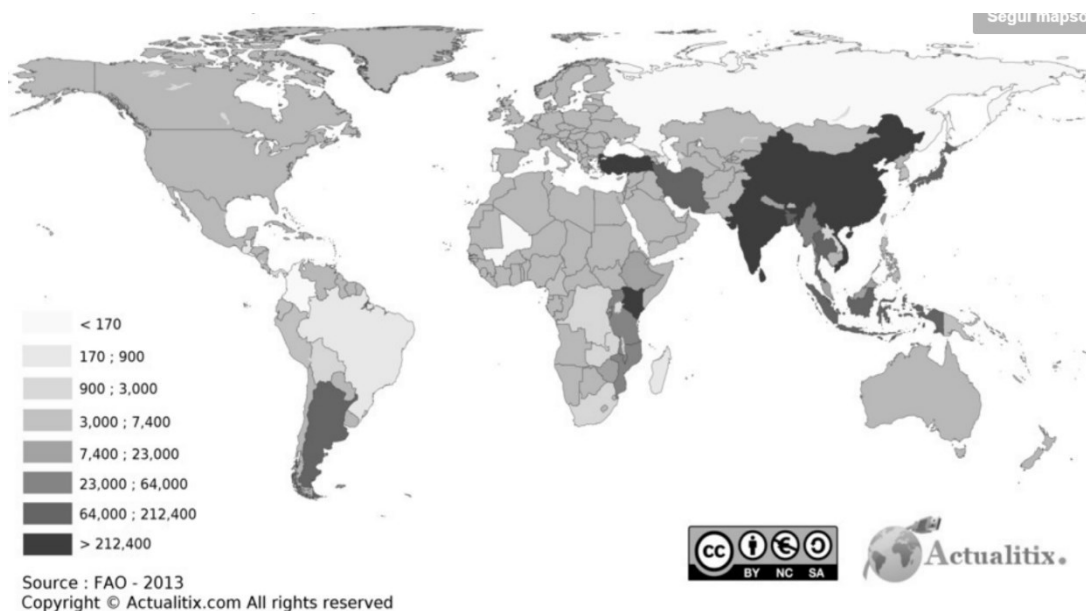 Segui mapsc
< 170
170 ; 900
900 ; 3,000
3,000 ; 7,400
7,400 ; 23,000
23,000 ; 64,000
64,000 ; 212,400
> 212,400
cc
BY NC SA
Actualitix.
Source : FAO - 2013
Copyright © Actualitix.com All rights reserved